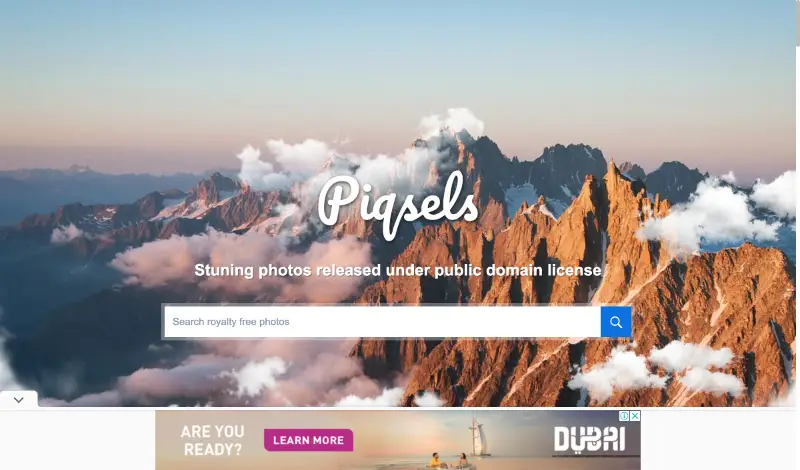 Piqsels
Stuning photos released under public domain license
Search royalty free photos
ARE YOU
READY?
LEARN MORE
DUBAI